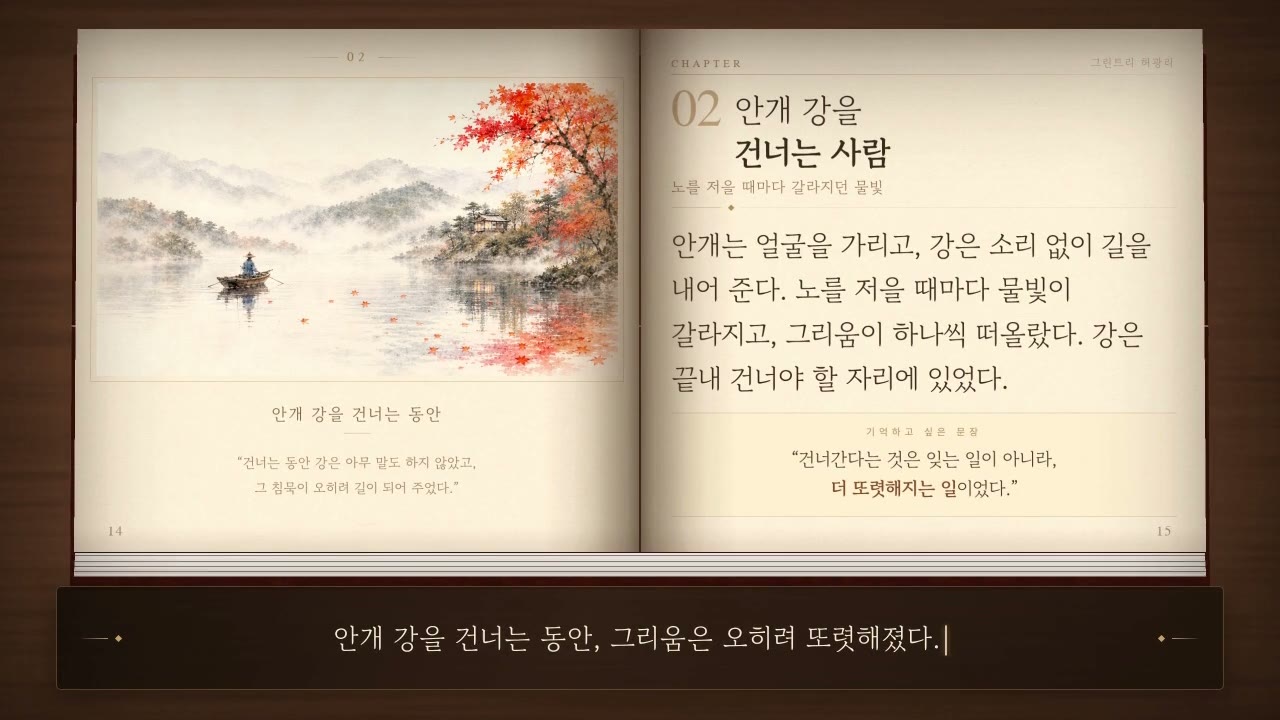 02
안개 강을 건너는 동안
“건너는 동안 강은 아무 말도 하지 않았고,
그 침묵이 오히려 길이 되어 주었다.”
14
CHAPTER
그린트리 허광희
02 안개 강을
건너는 사람
노를 저을 때마다 갈라지던 물빛
안개는 얼굴을 가리고, 강은 소리 없이 길을
내어 준다. 노를 저을 때마다 물빛이
갈라지고, 그리움이 하나씩 떠올랐다. 강은
끝내 건너야 할 자리에 있었다.
기억하고 싶은 문장
“건너간다는 것은 잊는 일이 아니라,
더 또렷해지는 일이었다.”
15
안개 강을 건너는 동안, 그리움은 오히려 또렷해졌다.